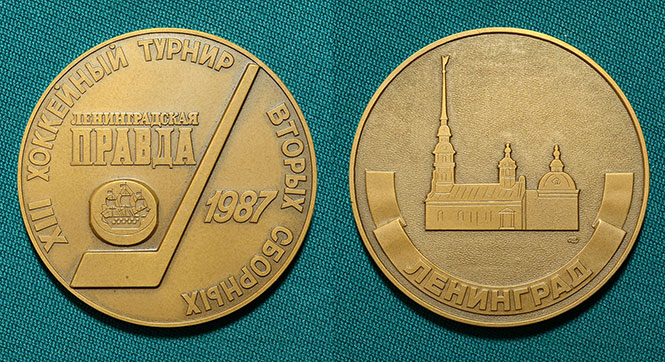 XIII ХОККЕЙНЫЙ ТУРНИР
ВТОРЫХ СБОРНЫХ
ЛЕНИНГРАДСКАЯ
ПРАВДА
1987
ЛЕНИНГРАД